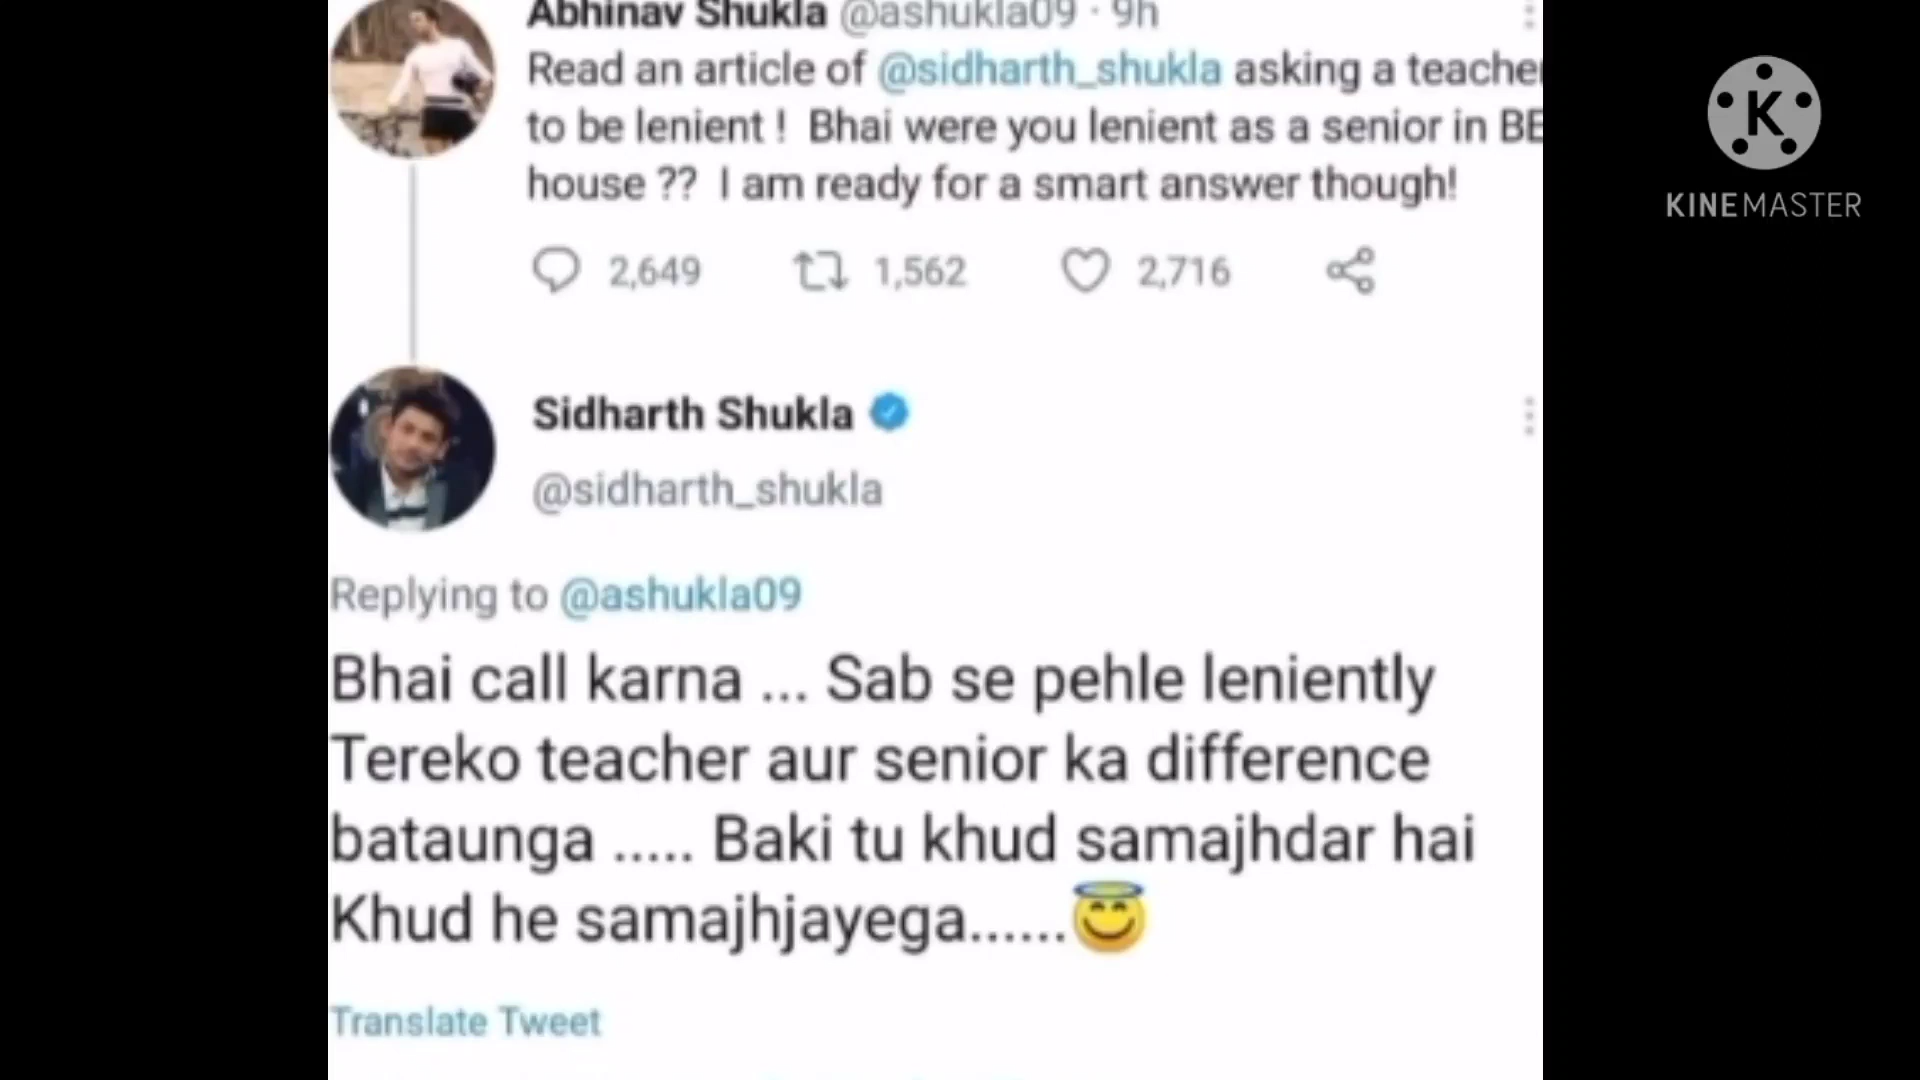 Abhinav Shukla @ashukla09 · 9h
Read an article of @sidharth_shukla asking a teacher
to be lenient ! Bhai were you lenient as a senior in BB
house ?? I am ready for a smart answer though!
2,649 1,562 2,716
Sidharth Shukla
@sidharth_shukla
Replying to @ashukla09
Bhai call karna ... Sab se pehle leniently
Tereko teacher aur senior ka difference
bataunga ..... Baki tu khud samajhdar hai
Khud he samajhjayega......😇
Translate Tweet
K
KINEMASTER